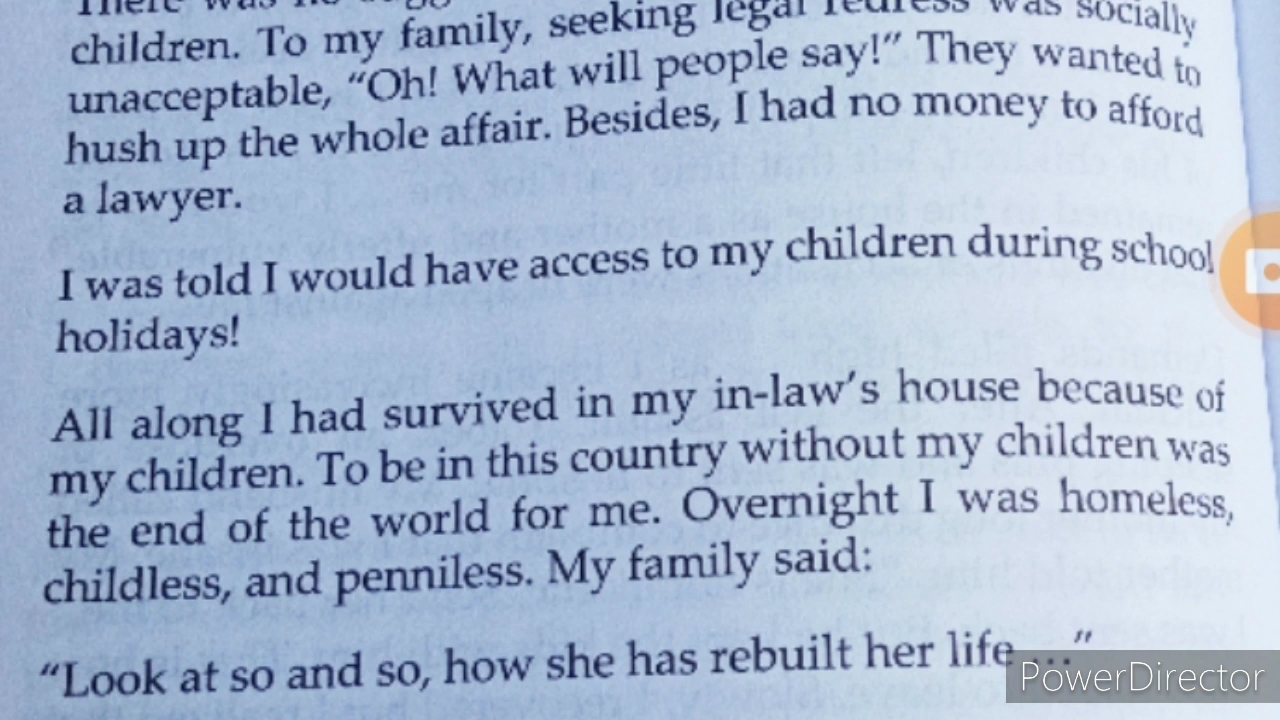 There was no
children. To my family, seeking legal redress was socially
unacceptable, “Oh! What will people say!” They wanted to
hush up the whole affair. Besides, I had no money to afford
a lawyer.
I was told I would have access to my children during school
holidays!
All along I had survived in my in-law’s house because of
my children. To be in this country without my children was
the end of the world for me. Overnight I was homeless,
childless, and penniless. My family said:
“Look at so and so, how she has rebuilt her life ...”
PowerDirector